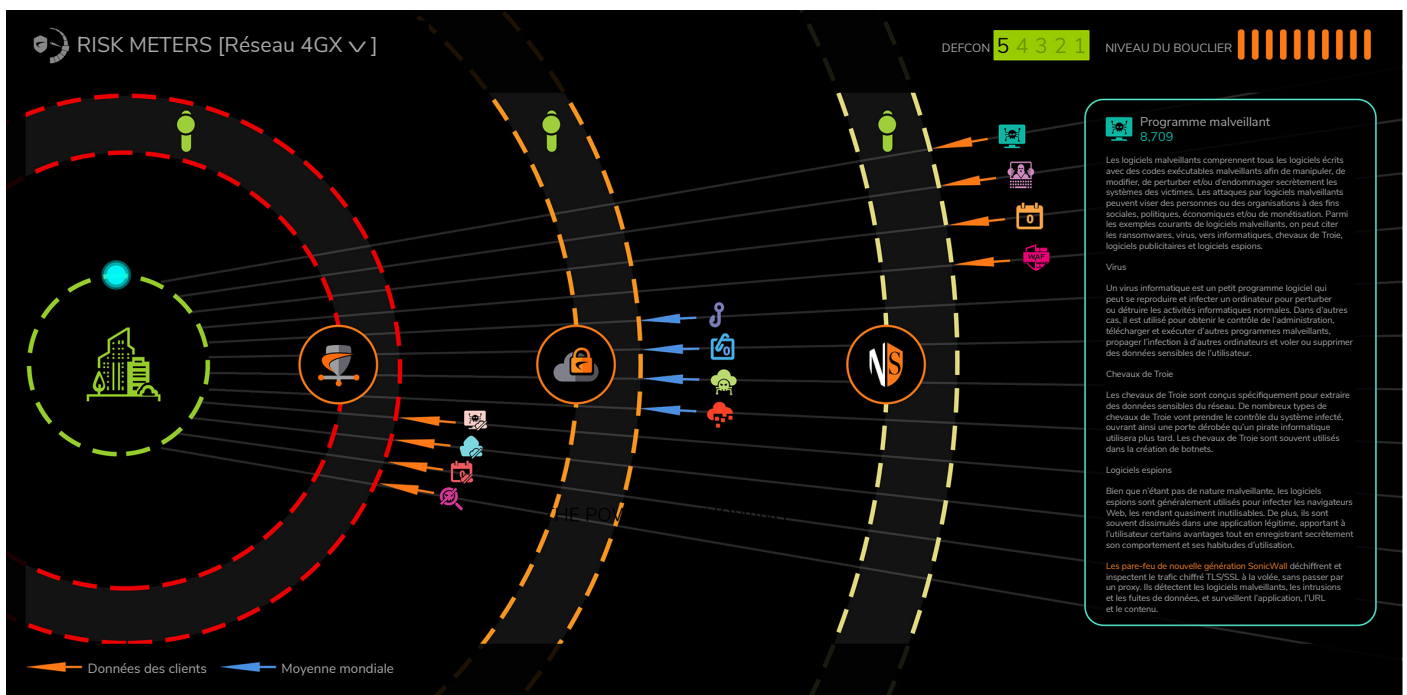 RISK METERS [Réseau 4GX ]
DEFCON 5 4 3 2 1 NIVEAU DU BOUCLIER
Programme malveillant
8,709
Les logiciels malveillants comprennent tous les logiciels écrits
avec des codes exécutables malveillants afin de manipuler, de
modifier, de perturber et/ou d'endommager secrètement les
systèmes des victimes. Les attaques par logiciels malveillants
peuvent viser des personnes ou des organisations à des fins
sociales, politiques, économiques et/ou de monétisation. Parmi
les exemples courants de logiciels malveillants, on peut citer
les ransomwares, virus, vers informatiques, chevaux de Troie,
logiciels publicitaires et logiciels espions.
Virus
Un virus informatique est un petit programme logiciel qui
peut se reproduire et infecter un ordinateur pour perturber
ou détruire les activités informatiques normales. Dans d'autres
cas, il est utilisé pour obtenir le contrôle de l'administration,
télécharger et exécuter d'autres programmes malveillants,
propager l'infection à d'autres ordinateurs et voler ou supprimer
des données sensibles de l'utilisateur.
Chevaux de Troie
Les chevaux de Troie sont conçus spécifiquement pour extraire
des données sensibles du réseau. De nombreux types de
chevaux de Troie vont prendre le contrôle du système infecté,
ouvrant ainsi une porte dérobée qu'un pirate informatique
utilisera plus tard. Les chevaux de Troie sont souvent utilisés
dans la création de botnets.
Logiciels espions
Bien que n'étant pas de nature malveillante, les logiciels
espions sont généralement utilisés pour infecter les navigateurs
Web, les rendant quasiment inutilisables. De plus, ils sont
souvent dissimulés dans une application légitime, apportant à
l'utilisateur certains avantages tout en enregistrant secrètement
son comportement et ses habitudes d'utilisation.
Les pare-feu de nouvelle génération SonicWall déchiffrent et
inspectent le trafic chiffré TLS/SSL à la volée, sans passer par
un proxy. Ils détectent les logiciels malveillants, les intrusions
et les fuites de données, et surveillent l'application, l'URL
et le contenu.
0
WAF
0
NS
0
Données des clients
Moyenne mondiale